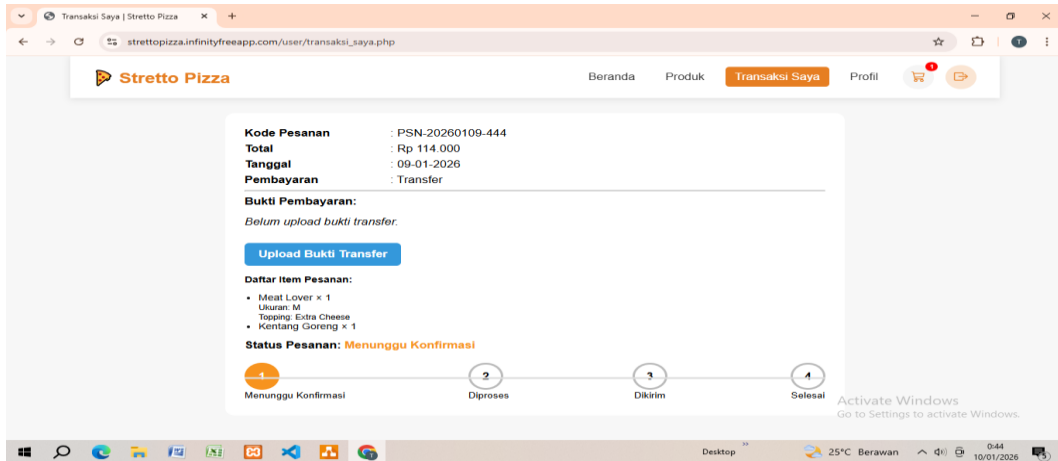 Transaksi Saya | Stretto Pizza
strettopizza.infinityfreeapp.com/user/transaksi_saya.php
T
Stretto Pizza
Beranda Produk Transaksi Saya Profil 1
Kode Pesanan : PSN-20260109-444
Total : Rp 114.000
Tanggal : 09-01-2026
Pembayaran : Transfer
Bukti Pembayaran:
Belum upload bukti transfer.
Upload Bukti Transfer
Daftar Item Pesanan:
Meat Lover × 1
Ukuran: M
Topping: Extra Cheese
Kentang Goreng × 1
Status Pesanan: Menunggu Konfirmasi
1 2 3 4
Menunggu Konfirmasi Diproses Dikirim Selesai
Activate Windows
Go to Settings to activate Windows.
Desktop 25°C Berawan 0:44
10/01/2026